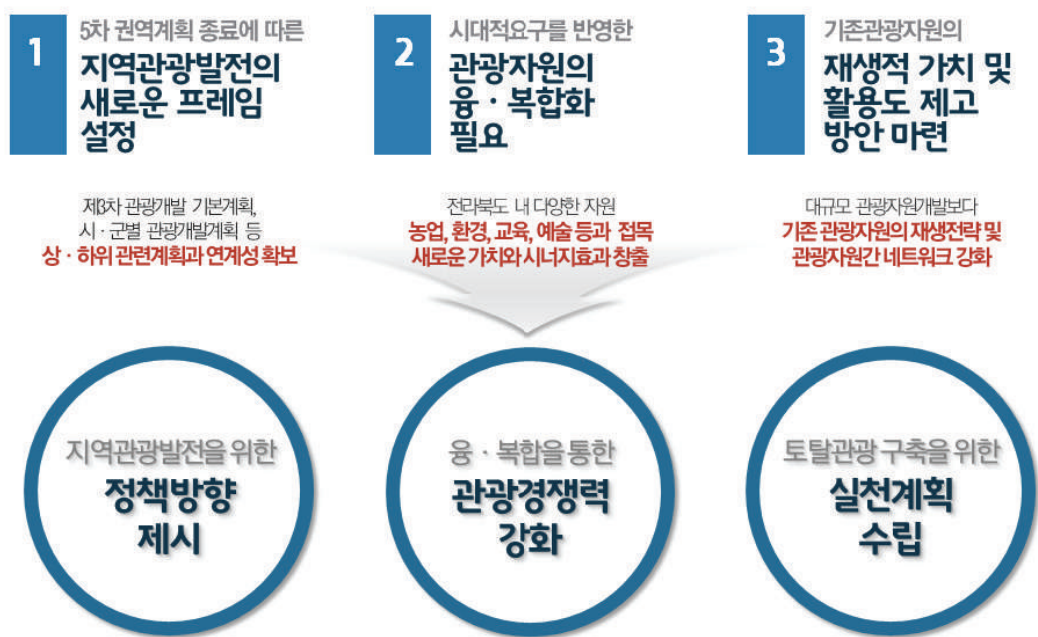 1
5차 권역계획 종료에 따른
지역관광발전의
새로운 프레임
설정
제3차 관광개발 기본계획,
시·군별 관광개발계획 등
상·하위 관련계획과 연계성 확보
2
시대적요구를 반영한
관광자원의
융·복합화
필요
전라북도 내 다양한 자원
농업, 환경, 교육, 예술 등과 접목
새로운 가치와 시너지효과 창출
3
기존관광자원의
재생적 가치 및
활용도 제고
방안 마련
대규모 관광자원개발보다
기존 관광자원의 재생전략 및
관광자원간 네트워크 강화
지역관광발전을 위한
정책방향
제시
융·복합을 통한
관광경쟁력
강화
토탈관광 구축을 위한
실천계획
수립